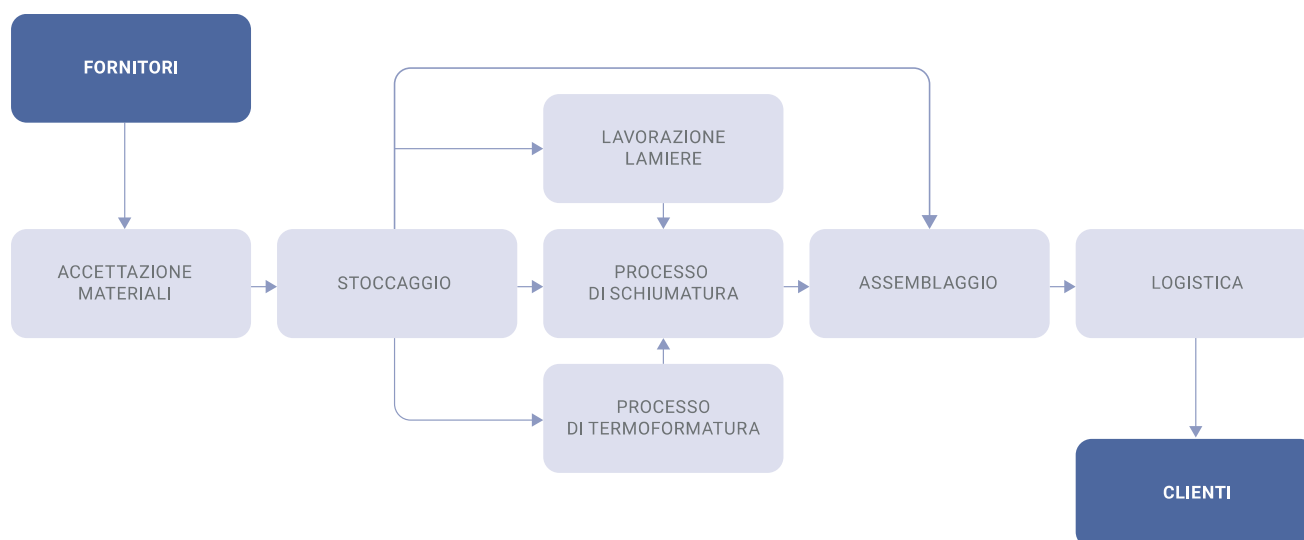 FORNITORI
LAVORAZIONE
LAMIERE
ACCETTAZIONE
MATERIALI
STOCCAGGIO
PROCESSO
DI SCHIUMATURA
ASSEMBLAGGIO
LOGISTICA
PROCESSO
DI TERMOFORMATURA
CLIENTI